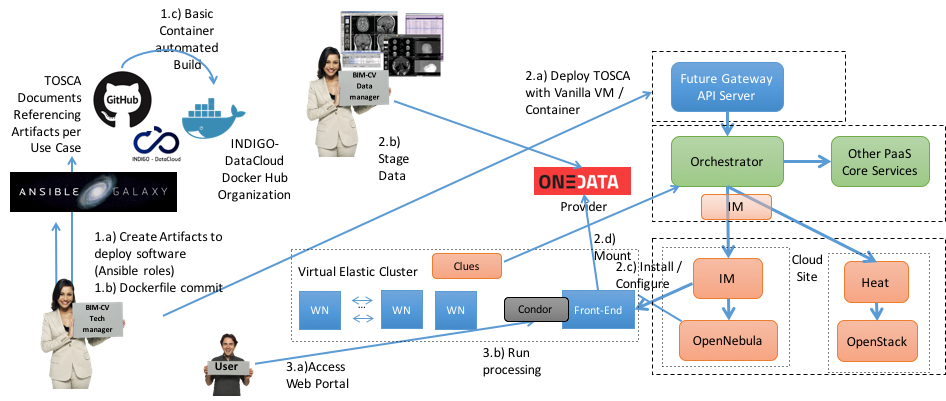 1.c) Basic
Container
automated
Build
TOSCA
Documents
Referencing
Artifacts per
Use Case
GitHub
INDIGO - DataCloud
INDIGO-
DataCloud
Docker Hub
Organization
ANSIBLE GALAXY
1.a) Create Artifacts to
deploy software
(Ansible roles)
1.b) Dockerfile commit
BIM-CV
Tech
manager
BIM-CV
Data
manager
2.b)
Stage
Data
2.a) Deploy TOSCA
with Vanilla VM /
Container
ONEDATA
Provider
2.d)
Mount
2.c) Install /
Configure
Virtual Elastic Cluster
Clues
WN
...
WN
WN
Condor
Front-End
User
3.a)Access
Web Portal
3.b) Run
processing
Future Gateway
API Server
Orchestrator
Other PaaS
Core Services
IM
Cloud
Site
IM
OpenNebula
Heat
OpenStack